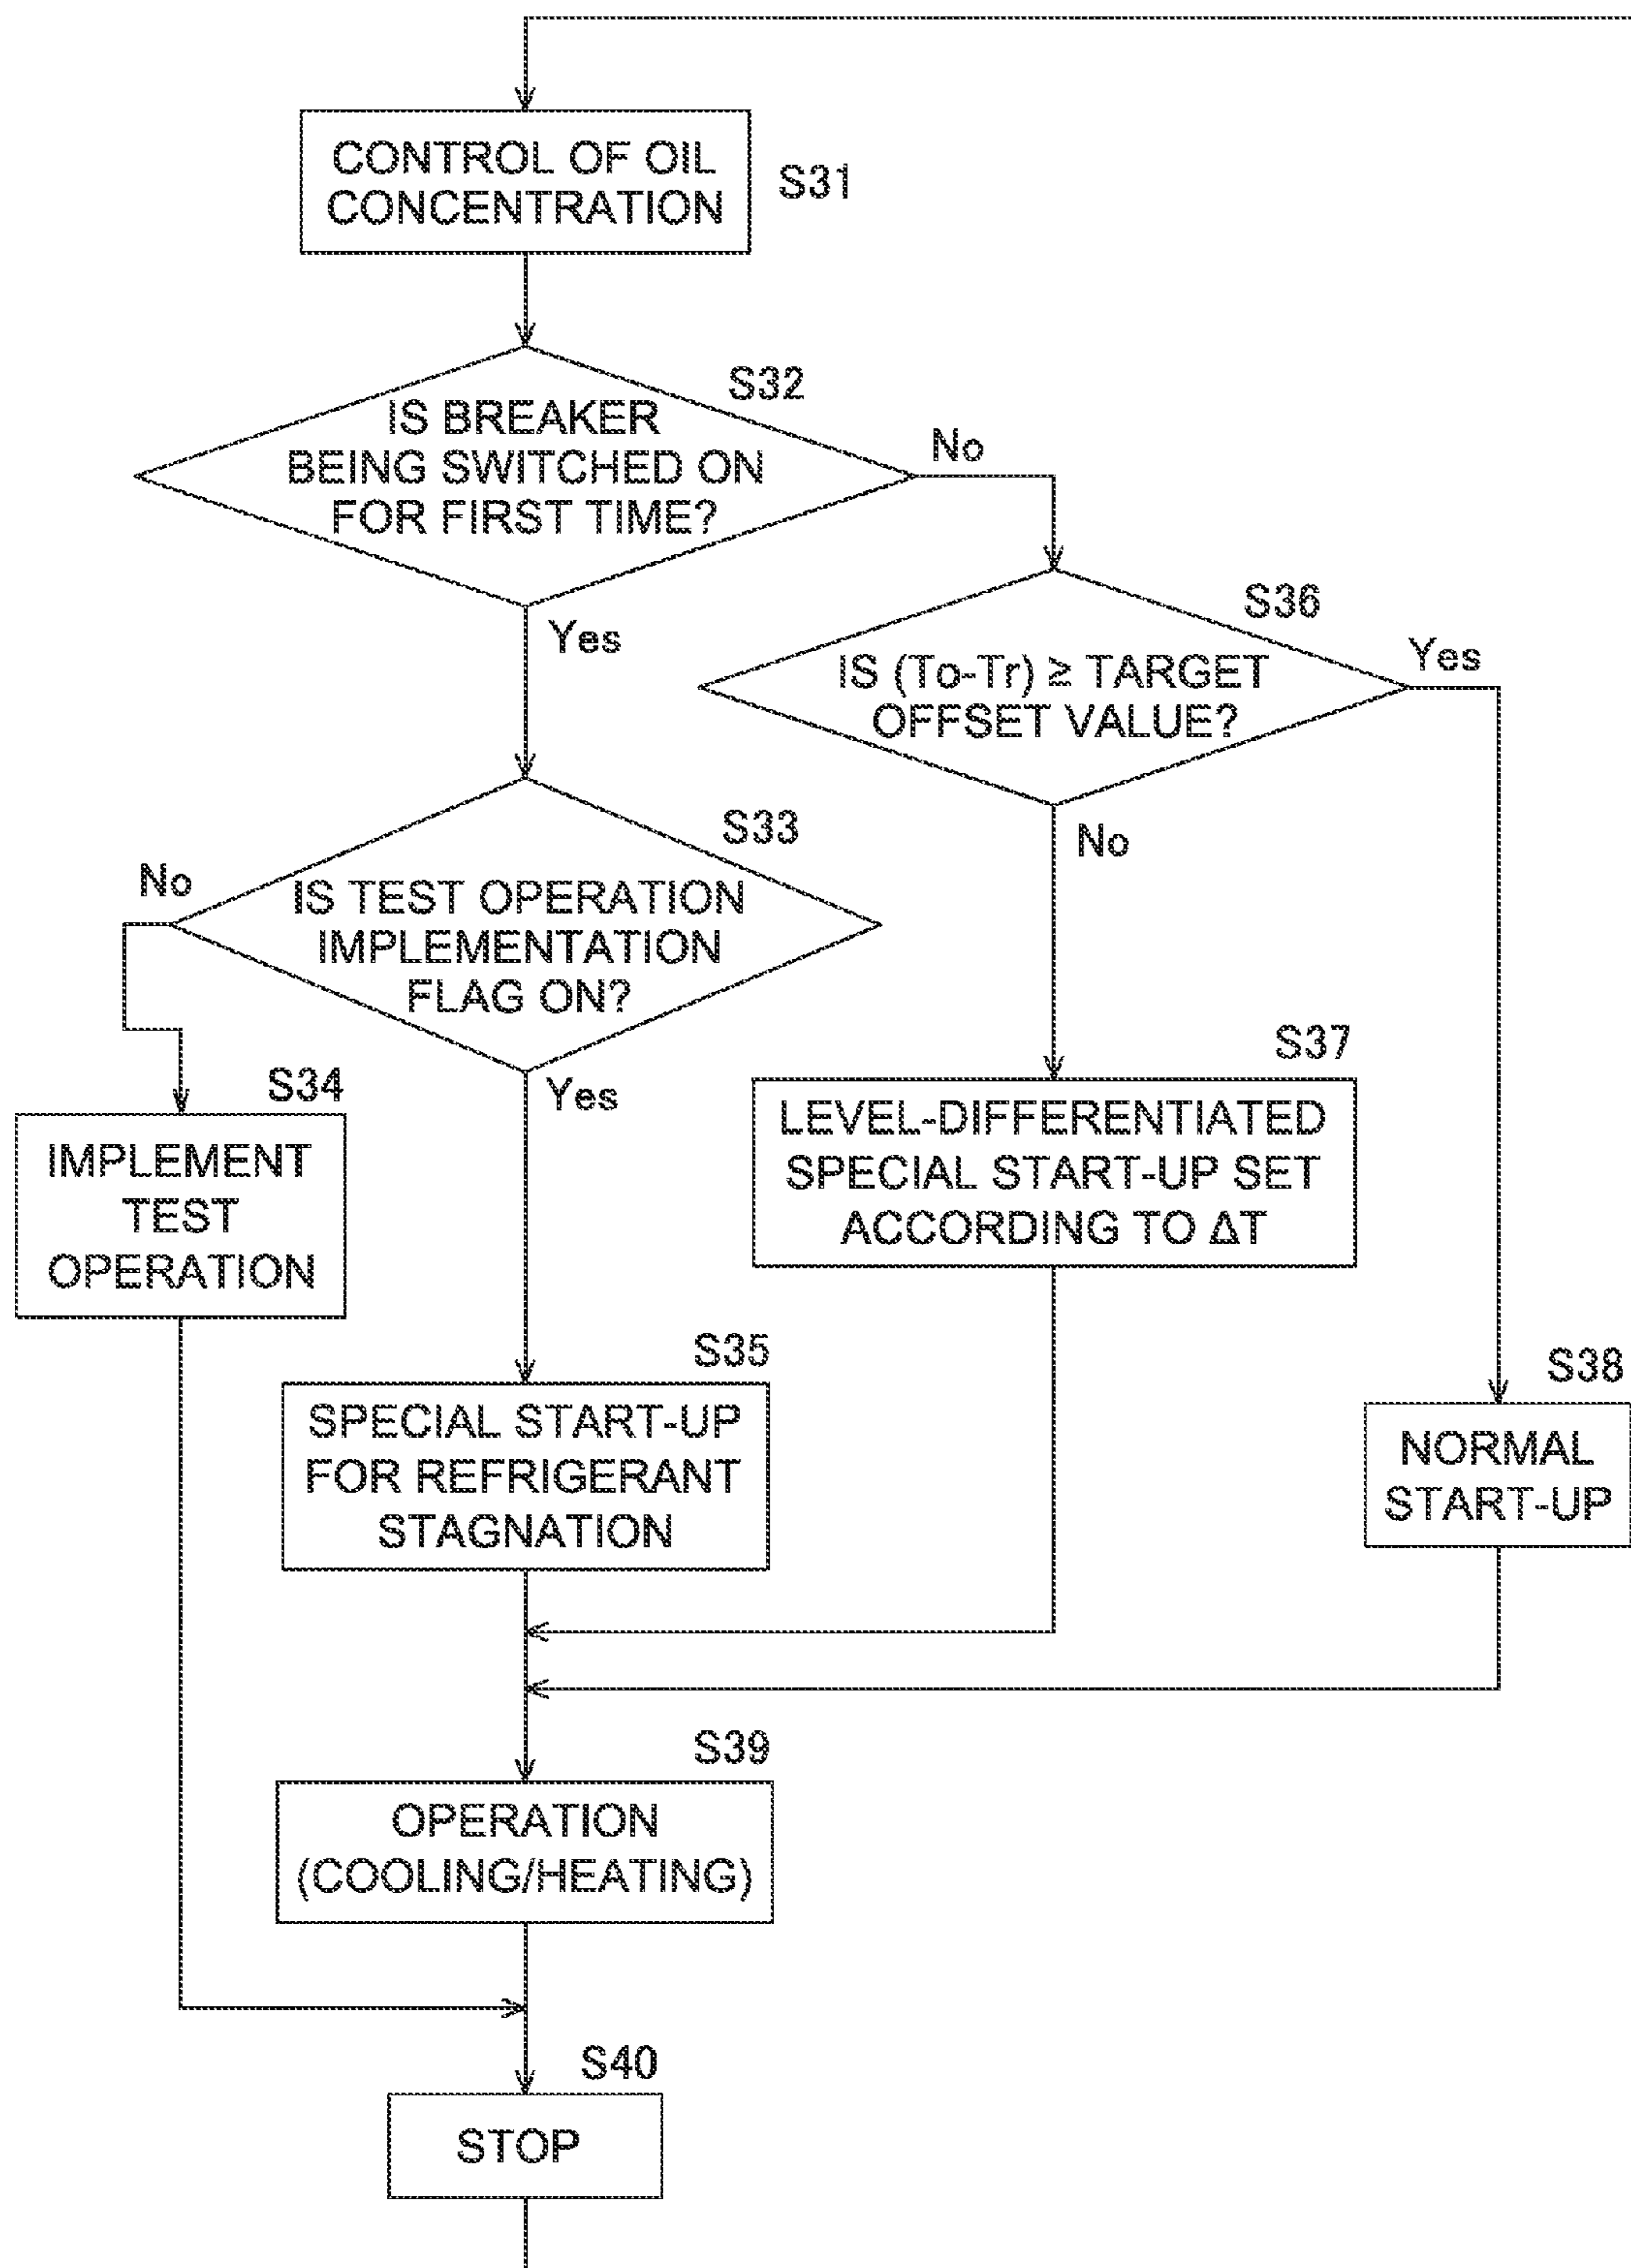 CONTROL OF OIL
CONCENTRATION
S31
S32
IS BREAKER
BEING SWITCHED ON
FOR FIRST TIME?
No
Yes
S36
IS (To-Tr) ≥ TARGET
OFFSET VALUE?
Yes
No
S33
IS TEST OPERATION
IMPLEMENTATION
FLAG ON?
No
Yes
S34
IMPLEMENT
TEST
OPERATION
S37
LEVEL-DIFFERENTIATED
SPECIAL START-UP SET
ACCORDING TO ΔT
S35
SPECIAL START-UP
FOR REFRIGERANT
STAGNATION
S38
NORMAL
START-UP
S39
OPERATION
(COOLING/HEATING)
S40
STOP